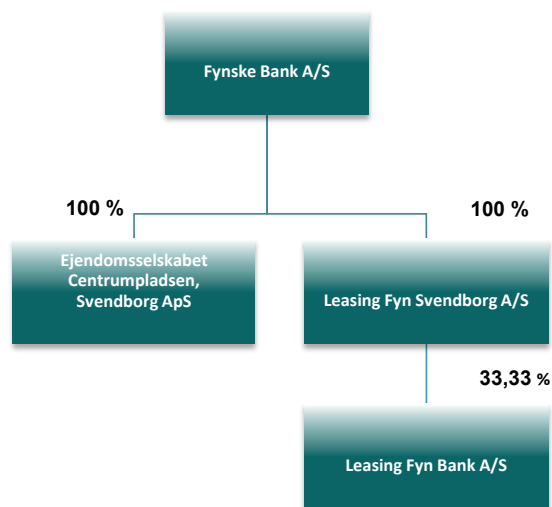 Fynske Bank A/S
100 %
100 %
Ejendomsselskabet
Centrumpladsen,
Svendborg ApS
Leasing Fyn Svendborg A/S
33,33 %
Leasing Fyn Bank A/S